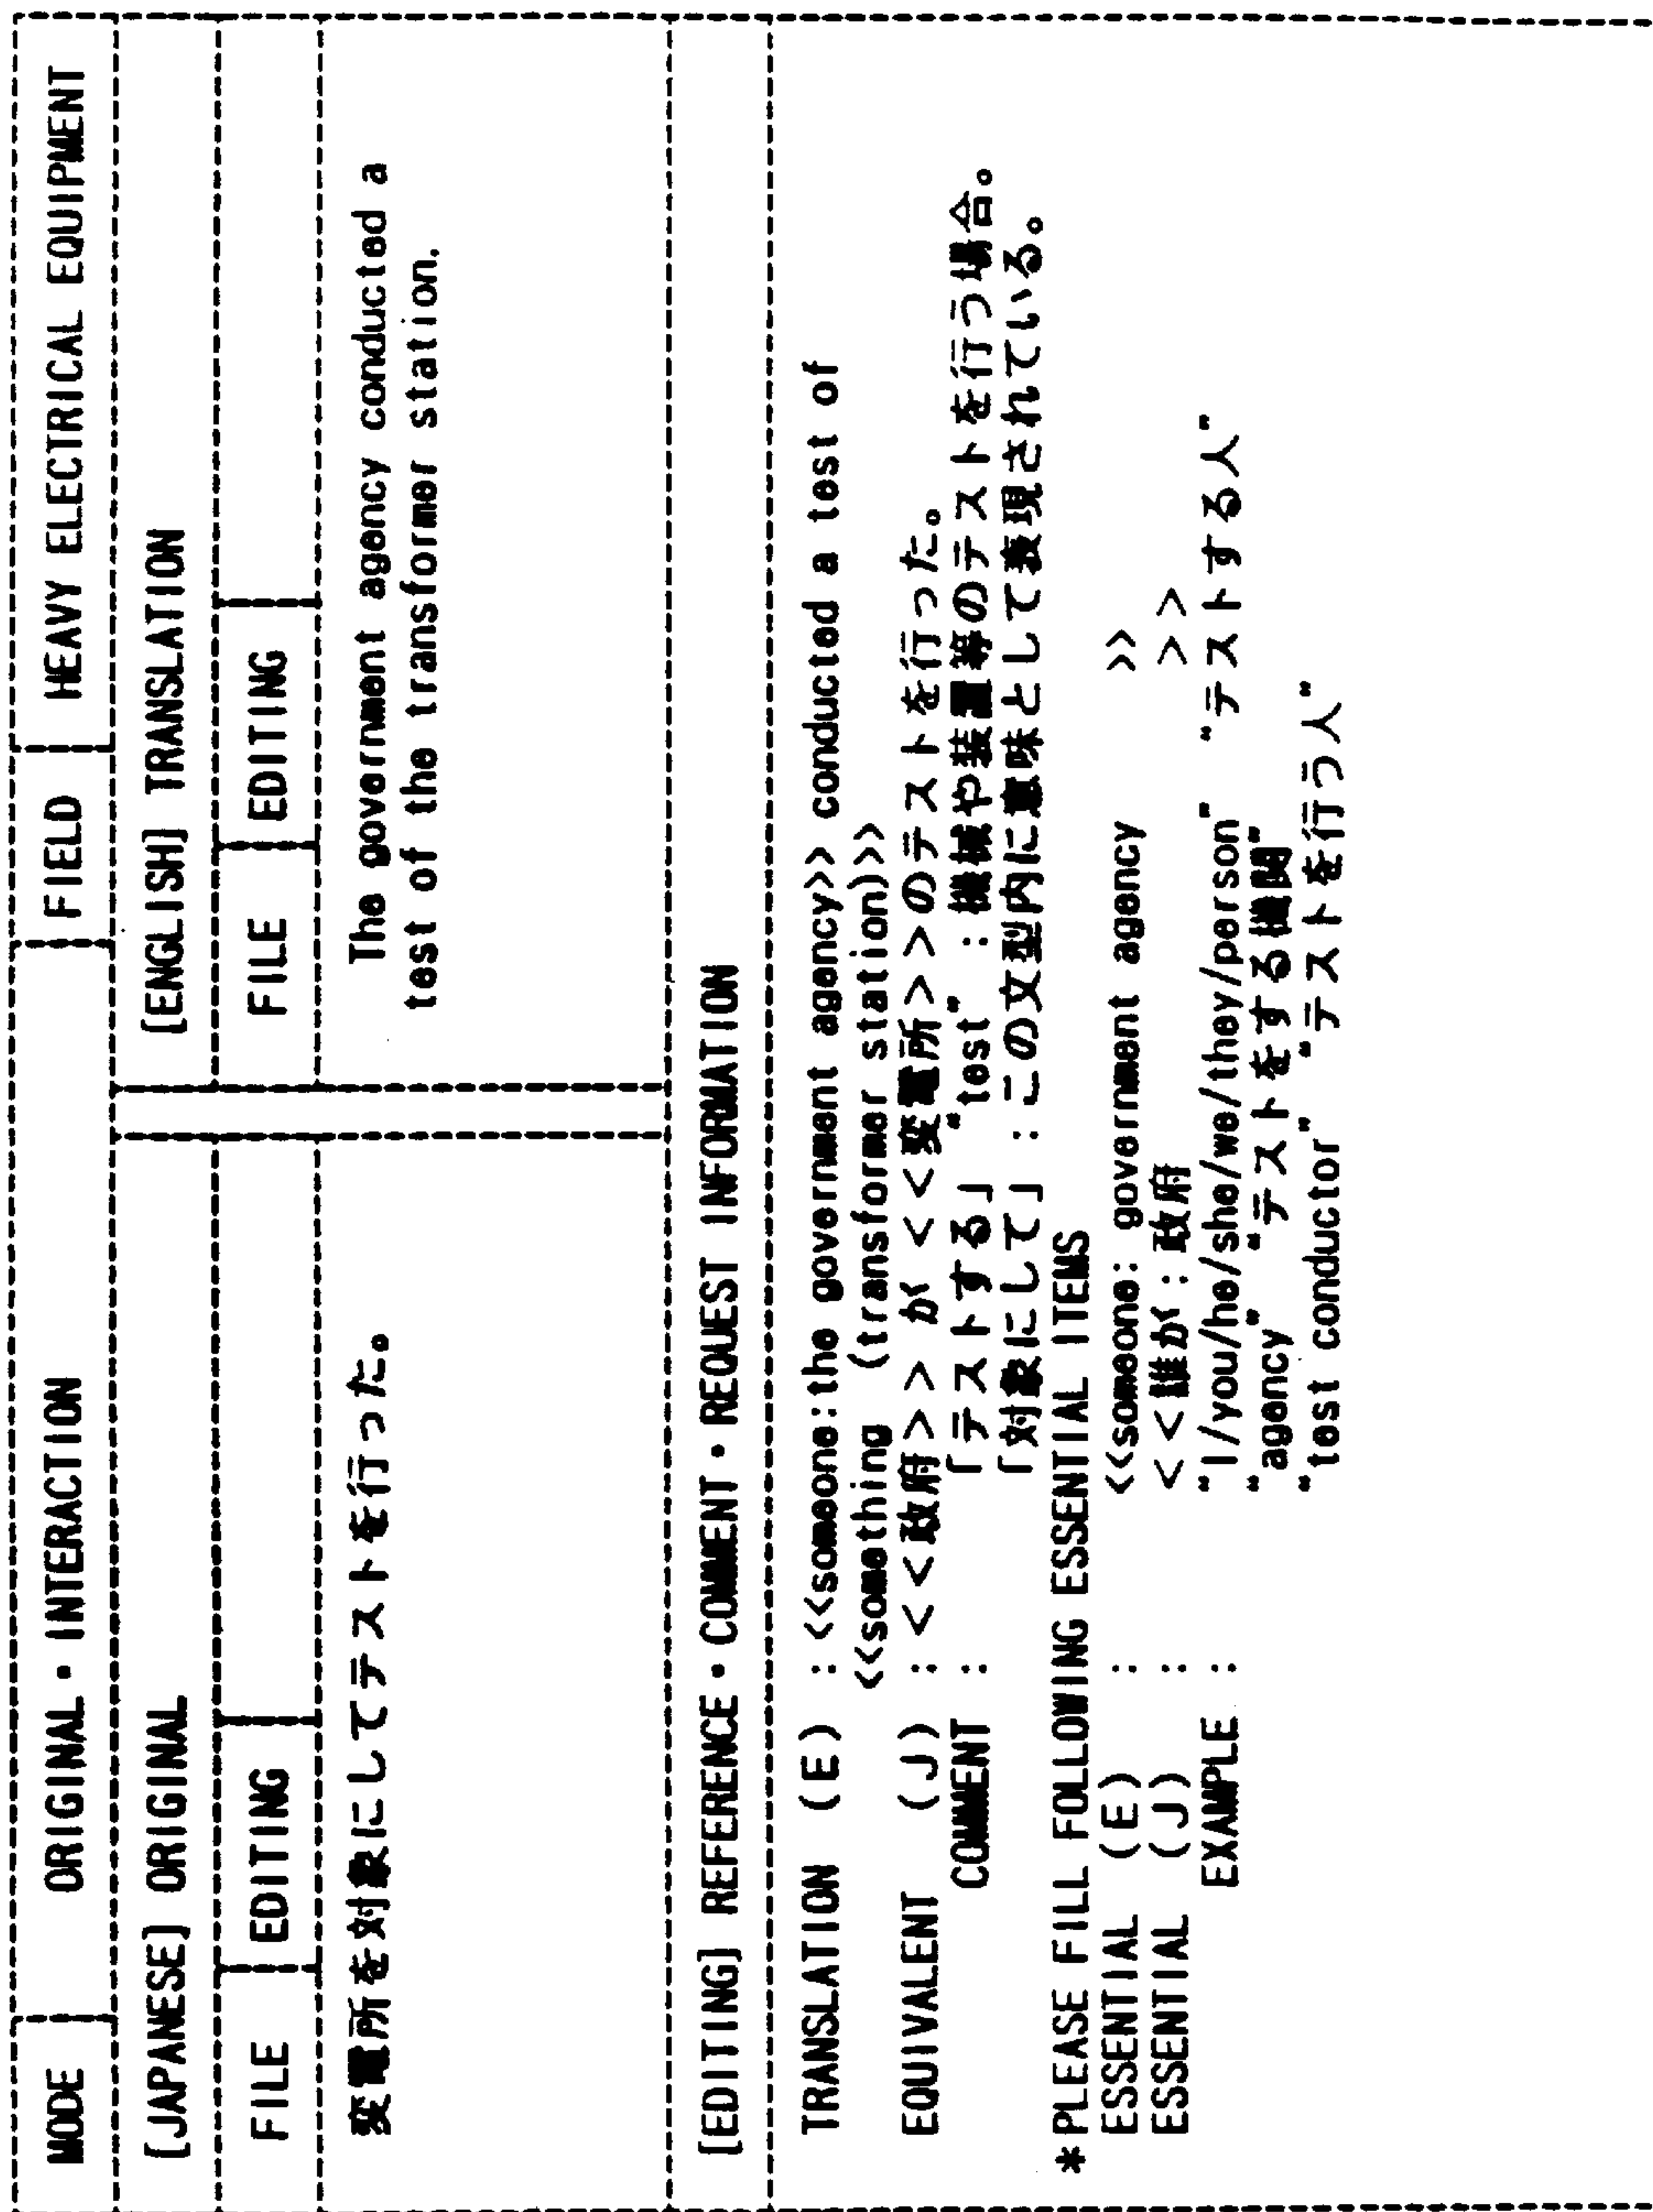 MODE ORIGINAL・INTERACTION FIELD HEAVY ELECTRICAL EQUIPMENT
[JAPANESE] ORIGINAL
FILE EDITING
変電所を対象にしてテストを行った。
[ENGLISH] TRANSLATION
FILE EDITING
The government agency conducted a
test of the transformer station.
[EDITING] REFERENCE・COMMENT・REQUEST INFORMATION
TRANSLATION (E) : <<someone:the government agency>> conducted a test of
<<something (transformer station)>>
EQUIVALENT (J) : <<政府>> が <<変電所>>のテストを行った。
COMMENT : 「テストする」 "test" : 機械や装置等のテストを行う場合。
「対象にして」 : この文型内に意味として表現されている。
*PLEASE FILL FOLLOWING ESSENTIAL ITEMS
ESSENTIAL (E) : <<someone: government agency >>
ESSENTIAL (J) : <<誰が : 政府 >>
EXAMPLE : "I/you/he/she/we/they/person" "テストする人"
"agency" "テストをする機関"
"test conductor" "テストを行う人"